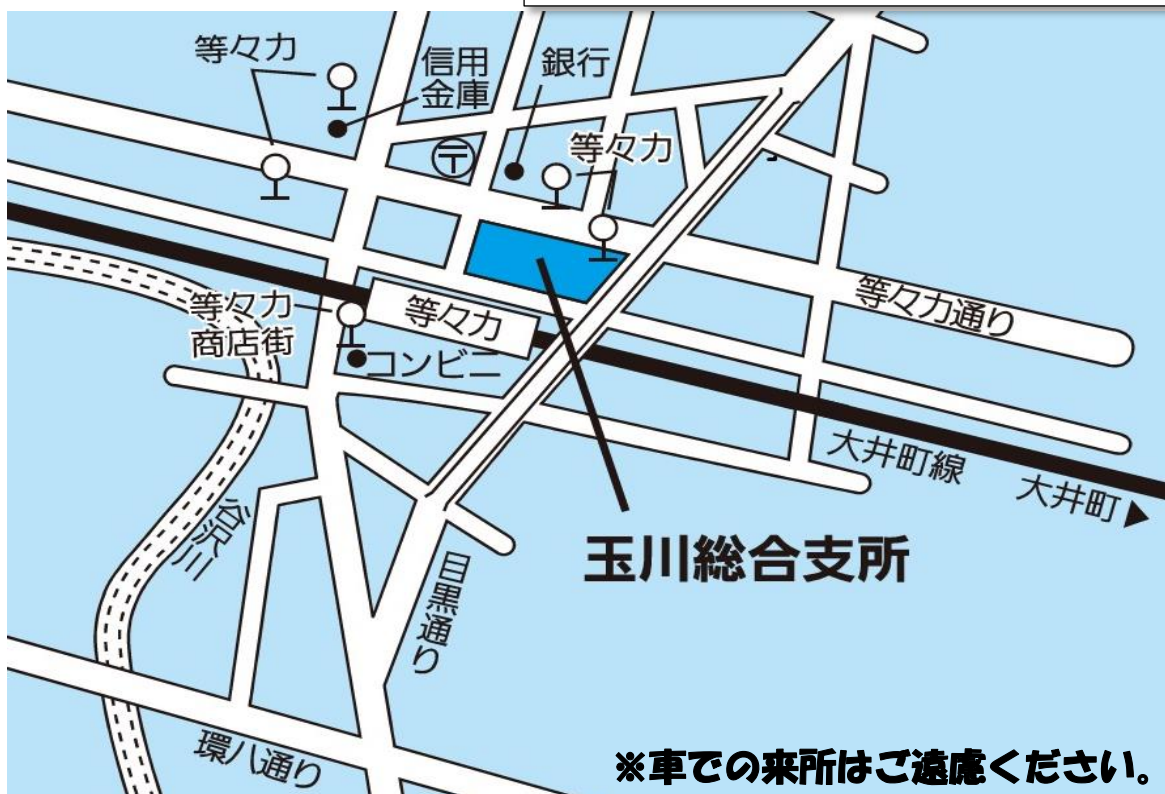 等々力
信用
金庫
銀行
〒
等々力
等々力通り
等々力
商店街
等々力
コンビニ
大井町線
大井町▶
谷沢川
玉川総合支所
目黒通り
環八通り
※車での来所はご遠慮ください。